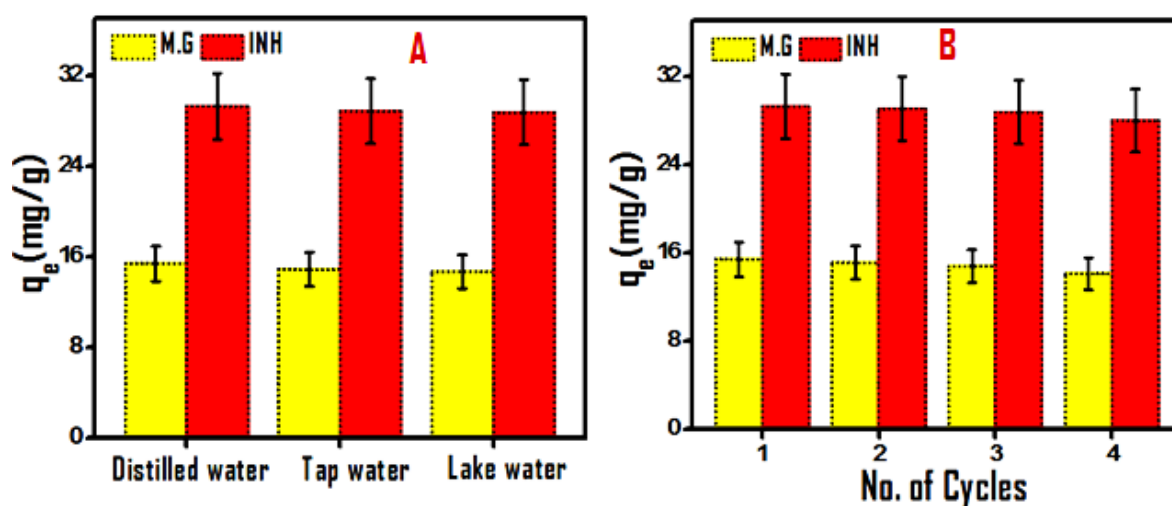 M.G INH
A
32
24
16
8
0
qe(mg/g)
Distilled water Tap water Lake water
M.G INH
B
32
24
16
8
0
qe(mg/g)
1 2 3 4
No. of Cycles